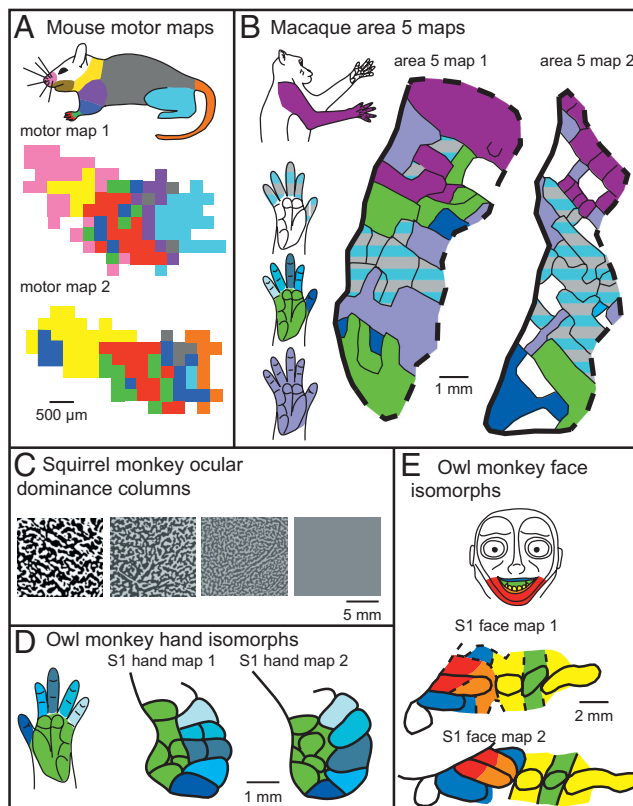 A Mouse motor maps
motor map 1
motor map 2
500 µm
B Macaque area 5 maps
area 5 map 1
area 5 map 2
1 mm
C Squirrel monkey ocular
dominance columns
5 mm
D Owl monkey hand isomorphs
S1 hand map 1
S1 hand map 2
1 mm
E Owl monkey face
isomorphs
S1 face map 1
2 mm
S1 face map 2